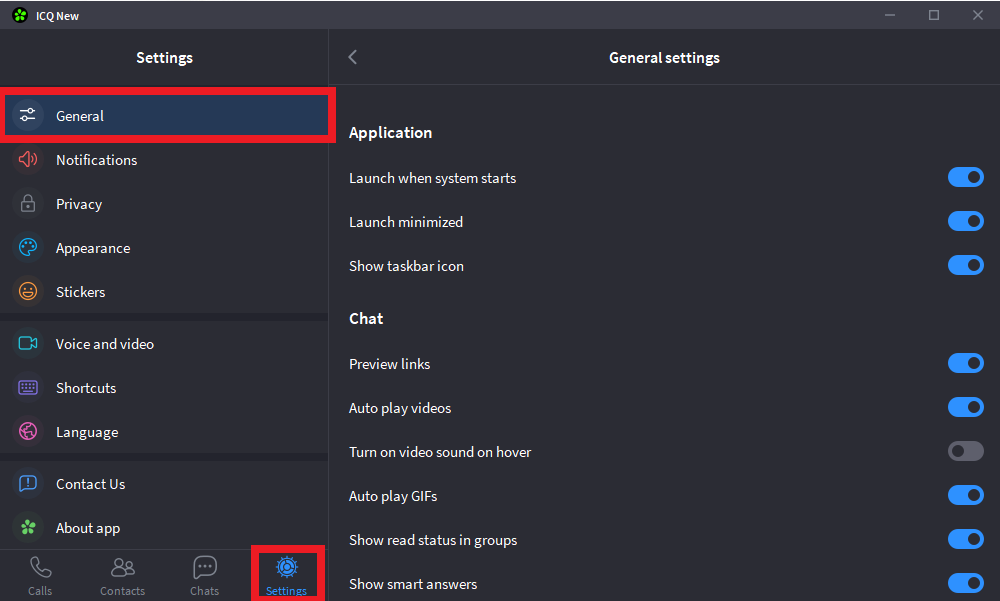 ICQ New
Settings
General settings
General
Notifications
Privacy
Appearance
Stickers
Voice and video
Shortcuts
Language
Contact Us
About app
Calls
Contacts
Chats
Settings
Application
Launch when system starts
Launch minimized
Show taskbar icon
Chat
Preview links
Auto play videos
Turn on video sound on hover
Auto play GIFs
Show read status in groups
Show smart answers